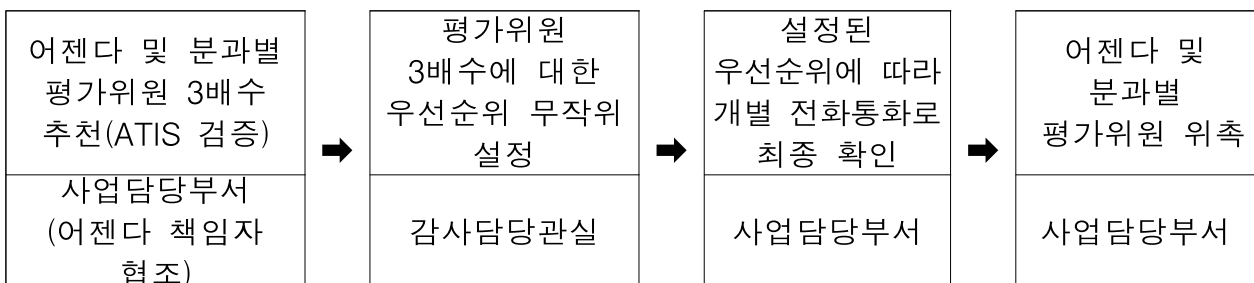 어젠다 및 분과별
평가위원 3배수
추천(ATIS 검증)
사업담당부서
(어젠다 책임자
협조)
평가위원
3배수에 대한
우선순위 무작위
설정
감사담당관실
설정된
우선순위에 따라
개별 전화통화로
최종 확인
사업담당부서
어젠다 및
분과별
평가위원 위촉
사업담당부서